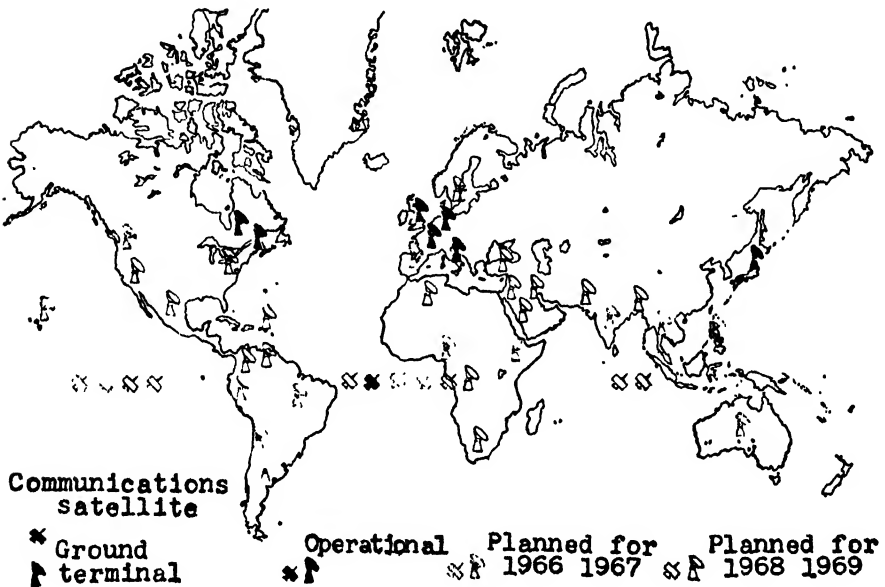 Communications
satellite
Ground
terminal
Operational
Planned for
1966 1967
Planned for
1968 1969